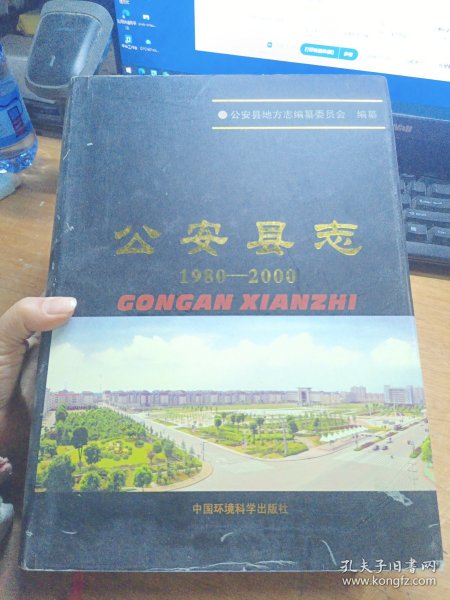 ●公安县地方志编纂委员会 编纂
公安县志
1980—2000
GONGAN XIANZHI
中国环境科学出版社
孔夫子旧书网
www.kongfz.com